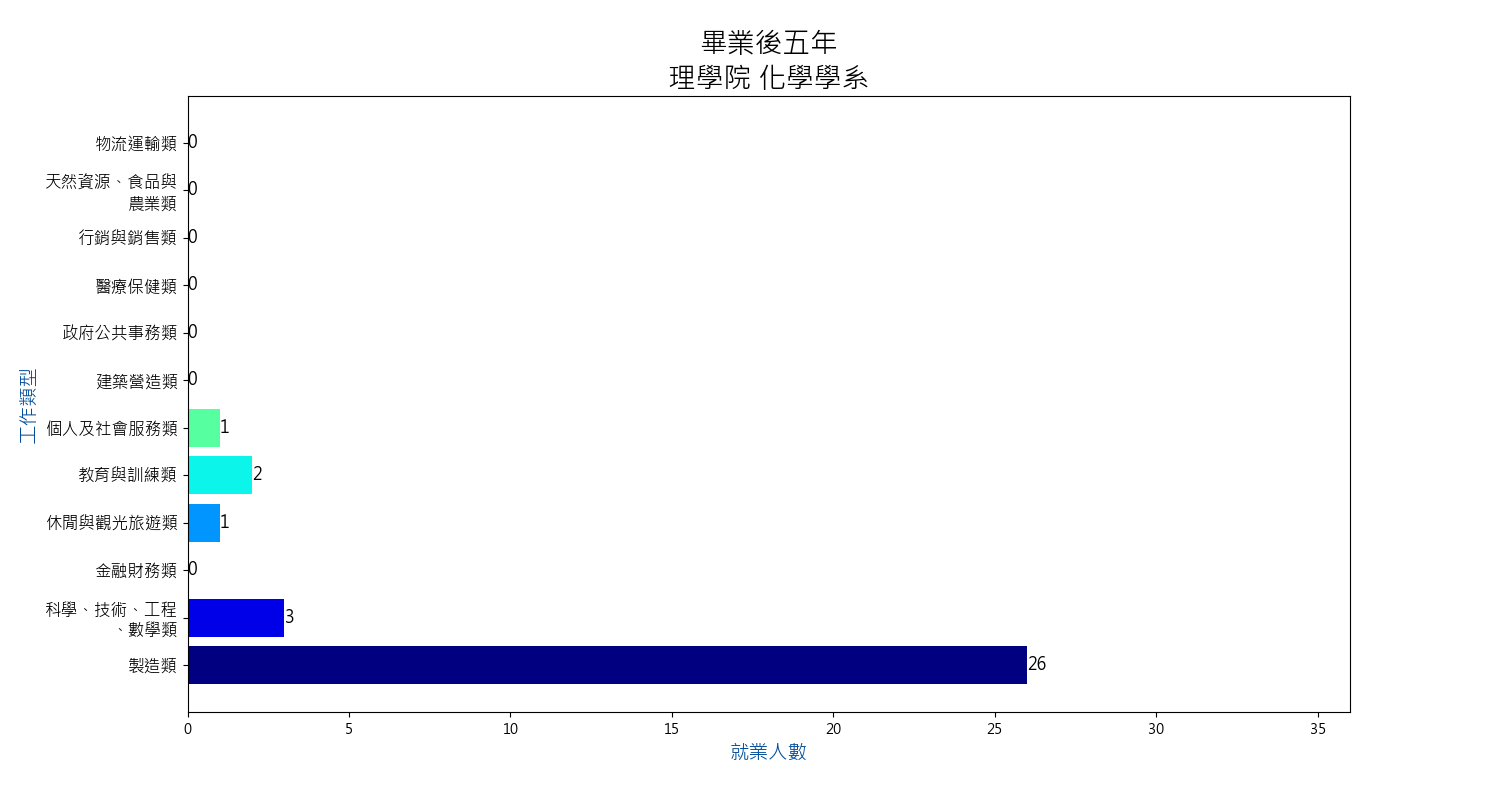 畢業後五年
理學院 化學學系
工作類型
物流運輸類
0
天然資源、食品與
農業類
0
行銷與銷售類
0
醫療保健類
0
政府公共事務類
0
建築營造類
0
個人及社會服務類
1
教育與訓練類
2
休閒與觀光旅遊類
1
金融財務類
0
科學、技術、工程
、數學類
3
製造類
26
0 5 10 15 20 25 30 35
就業人數